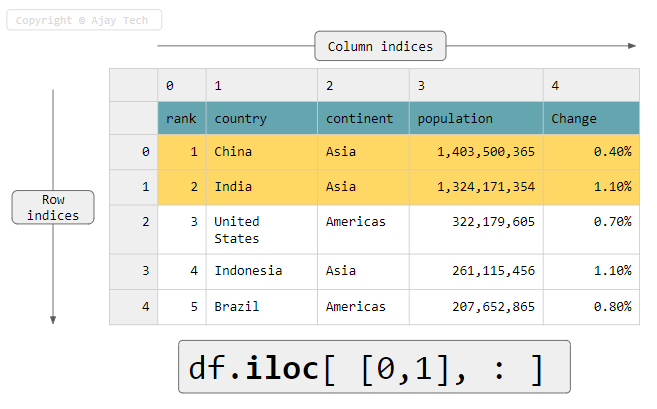 Copyright © Ajay Tech
Column indices
0 1 2 3 4
rank country continent population Change
0 1 China Asia 1,403,500,365 0.40%
1 2 India Asia 1,324,171,354 1.10%
Row
indices
2 3 United Americas 322,179,605 0.70%
States
3 4 Indonesia Asia 261,115,456 1.10%
4 5 Brazil Americas 207,652,865 0.80%
df.iloc[ [0,1], : ]